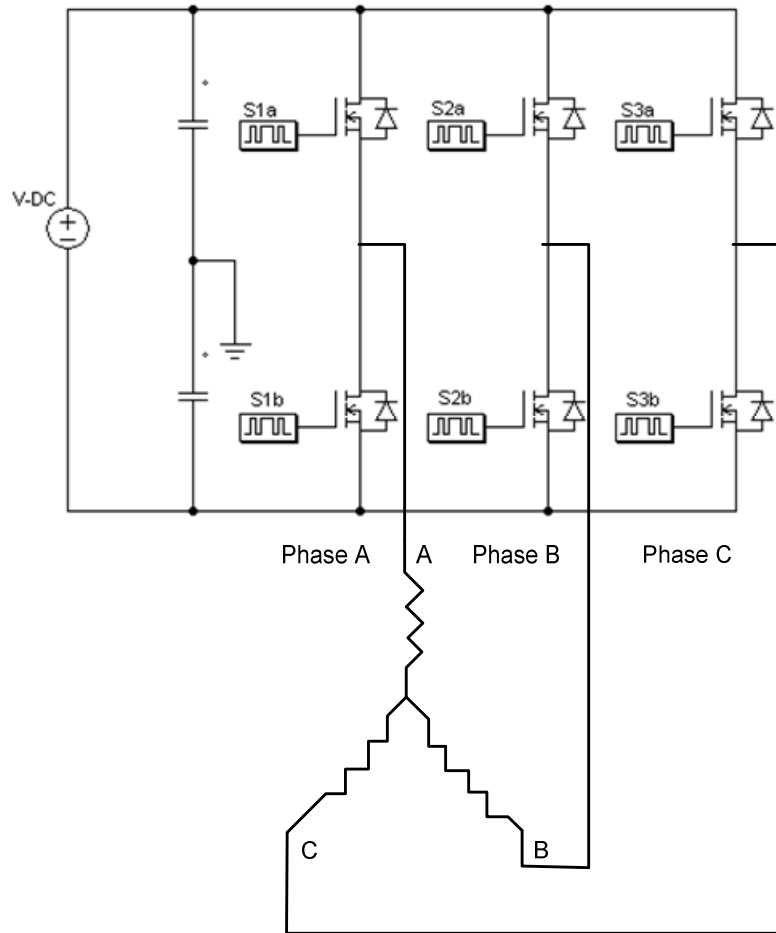 S1a
S2a
S3a
V-DC
S1b
S2b
S3b
Phase A
A
Phase B
Phase C
C
B